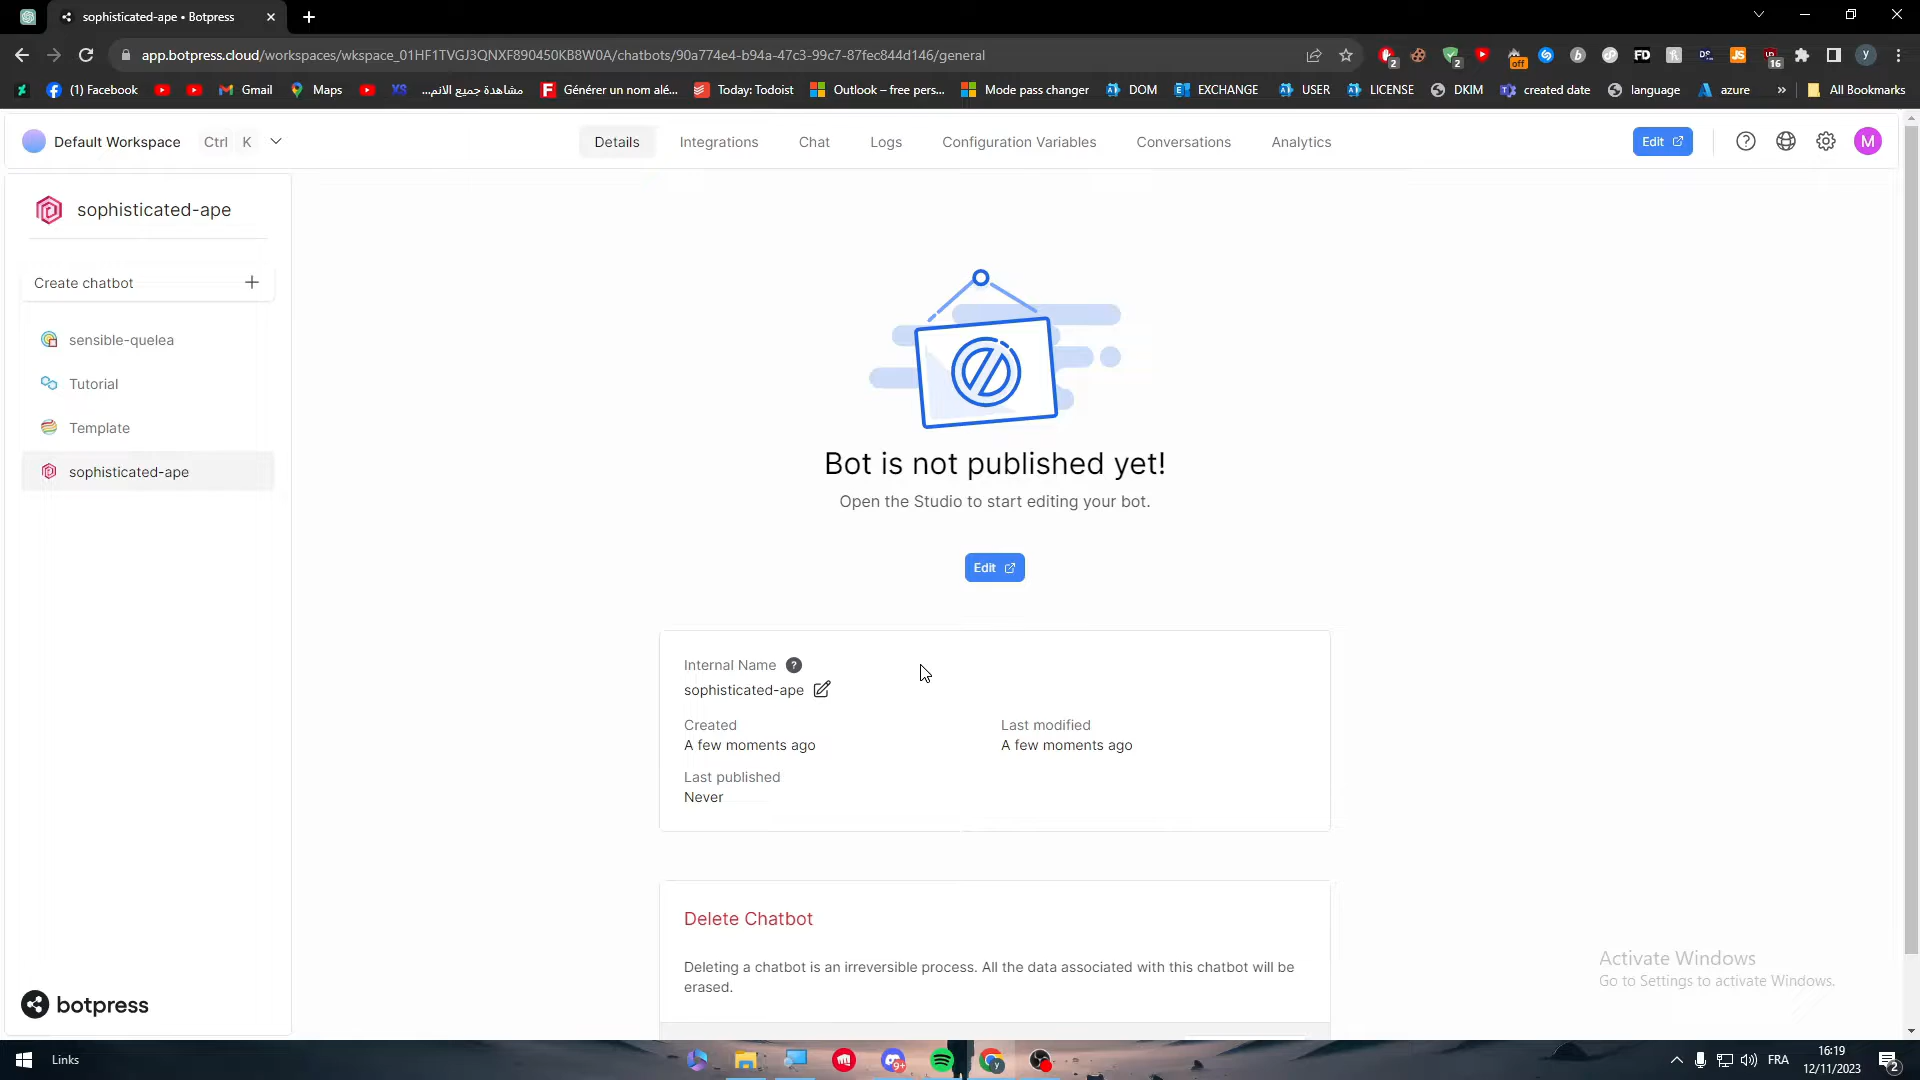 sophisticated-ape • Botpress
app.botpress.cloud/workspaces/wkspace_01HF1TVGJ3QNXF890450KB8W0A/chatbots/90a774e4-b94a-47c3-99c7-87fec844d146/general
(1) Facebook
Gmail
Maps
مشاهدة جميع الانم...
Générer un nom alé...
Today: Todoist
Outlook – free pers...
Mode pass changer
DOM
EXCHANGE
USER
LICENSE
DKIM
created date
language
azure
»
All Bookmarks
Default Workspace
Ctrl K
Details
Integrations
Chat
Logs
Configuration Variables
Conversations
Analytics
Edit
M
sophisticated-ape
Create chatbot
sensible-quelea
Tutorial
Template
sophisticated-ape
Bot is not published yet!
Open the Studio to start editing your bot.
Edit
Internal Name
sophisticated-ape
Created
A few moments ago
Last modified
A few moments ago
Last published
Never
Delete Chatbot
Deleting a chatbot is an irreversible process. All the data associated with this chatbot will be
erased.
Activate Windows
Go to Settings to activate Windows.
botpress
Links
FRA
16:19
12/11/2023
2